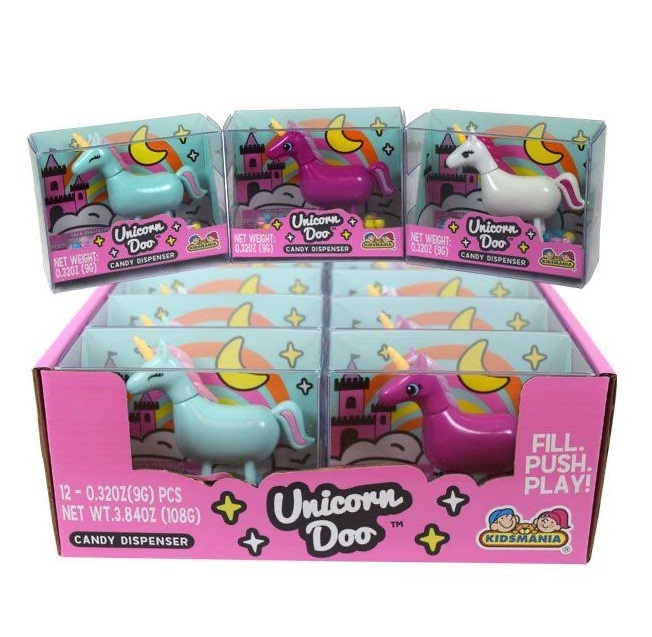 Unicorn
Doo
NET WEIGHT:
0.32OZ (9G)
CANDY DISPENSER
KIDSMANIA
Unicorn
Doo
NET WEIGHT:
0.32OZ (9G)
CANDY DISPENSER
KIDSMANIA
Unicorn
Doo
NET WEIGHT:
0.32OZ (9G)
CANDY DISPENSER
KIDSMANIA
FILL.
PUSH.
PLAY!
12 - 0.32OZ(9G) PCS
NET WT.3.84OZ (108G)
CANDY DISPENSER
Unicorn
Doo™
KIDSMANIA®